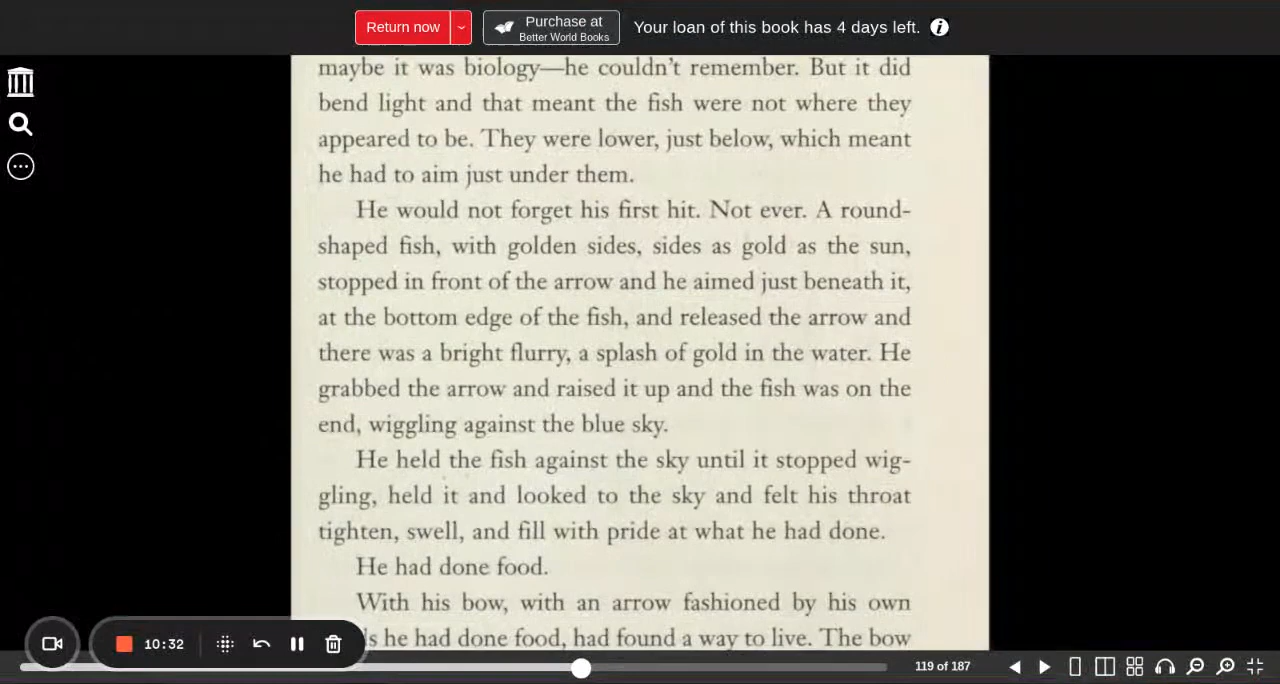 Return now
Purchase at
Better World Books
Your loan of this book has 4 days left.
maybe it was biology—he couldn't remember. But it did
bend light and that meant the fish were not where they
appeared to be. They were lower, just below, which meant
he had to aim just under them.
He would not forget his first hit. Not ever. A round-
shaped fish, with golden sides, sides as gold as the sun,
stopped in front of the arrow and he aimed just beneath it,
at the bottom edge of the fish, and released the arrow and
there was a bright flurry, a splash of gold in the water. He
grabbed the arrow and raised it up and the fish was on the
end, wiggling against the blue sky.
He held the fish against the sky until it stopped wig-
gling, held it and looked to the sky and felt his throat
tighten, swell, and fill with pride at what he had done.
He had done food.
With his bow, with an arrow fashioned by his own
he had done food, had found a way to live. The bow
10:32
119 of 187